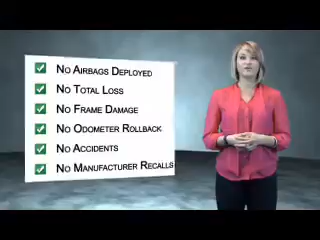 No Airbags Deployed
No Total Loss
No Frame Damage
No Odometer Rollback
No Accidents
No Manufacturer Recalls